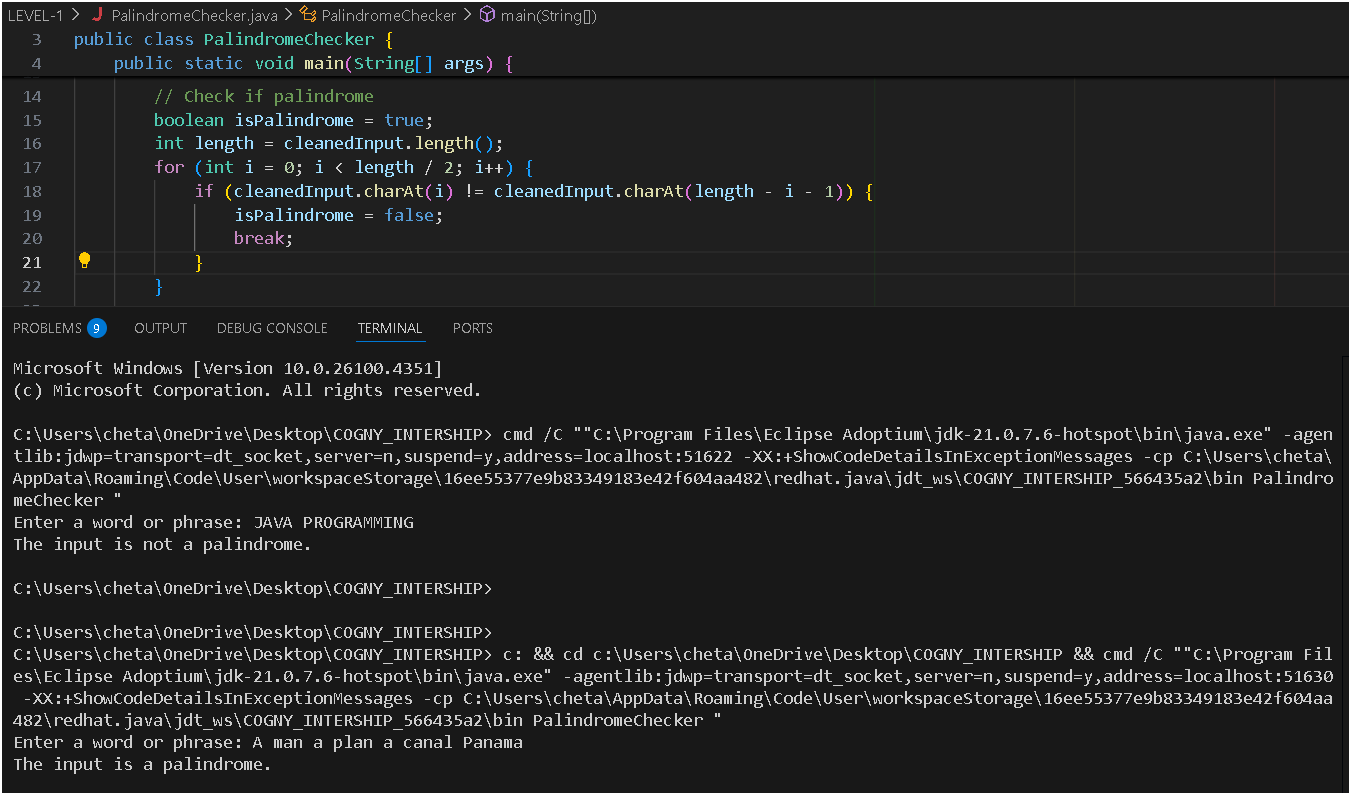 LEVEL-1 > PalindromeChecker.java > PalindromeChecker > main(String[])
3 public class PalindromeChecker {
4 public static void main(String[] args) {
14 // Check if palindrome
15 boolean isPalindrome = true;
16 int length = cleanedInput.length();
17 for (int i = 0; i < length / 2; i++) {
18 if (cleanedInput.charAt(i) != cleanedInput.charAt(length - i - 1)) {
19 isPalindrome = false;
20 break;
21 }
22 }
PROBLEMS 9 OUTPUT DEBUG CONSOLE TERMINAL PORTS
Microsoft Windows [Version 10.0.26100.4351]
(c) Microsoft Corporation. All rights reserved.
C:\Users\cheta\OneDrive\Desktop\COGNY_INTERSHIP> cmd /C ""C:\Program Files\Eclipse Adoptium\jdk-21.0.7.6-hotspot\bin\java.exe" -agen
tlib:jdwp=transport=dt_socket,server=n,suspend=y,address=localhost:51622 -XX:+ShowCodeDetailsInExceptionMessages -cp C:\Users\cheta\
AppData\Roaming\Code\User\workspaceStorage\16ee55377e9b83349183e42f604aa482\redhat.java\jdt_ws\COGNY_INTERSHIP_566435a2\bin Palindro
meChecker "
Enter a word or phrase: JAVA PROGRAMMING
The input is not a palindrome.
C:\Users\cheta\OneDrive\Desktop\COGNY_INTERSHIP>
C:\Users\cheta\OneDrive\Desktop\COGNY_INTERSHIP>
C:\Users\cheta\OneDrive\Desktop\COGNY_INTERSHIP> c: && cd c:\Users\cheta\OneDrive\Desktop\COGNY_INTERSHIP && cmd /C ""C:\Program Fil
es\Eclipse Adoptium\jdk-21.0.7.6-hotspot\bin\java.exe" -agentlib:jdwp=transport=dt_socket,server=n,suspend=y,address=localhost:51630
-XX:+ShowCodeDetailsInExceptionMessages -cp C:\Users\cheta\AppData\Roaming\Code\User\workspaceStorage\16ee55377e9b83349183e42f604aa
482\redhat.java\jdt_ws\COGNY_INTERSHIP_566435a2\bin PalindromeChecker "
Enter a word or phrase: A man a plan a canal Panama
The input is a palindrome.